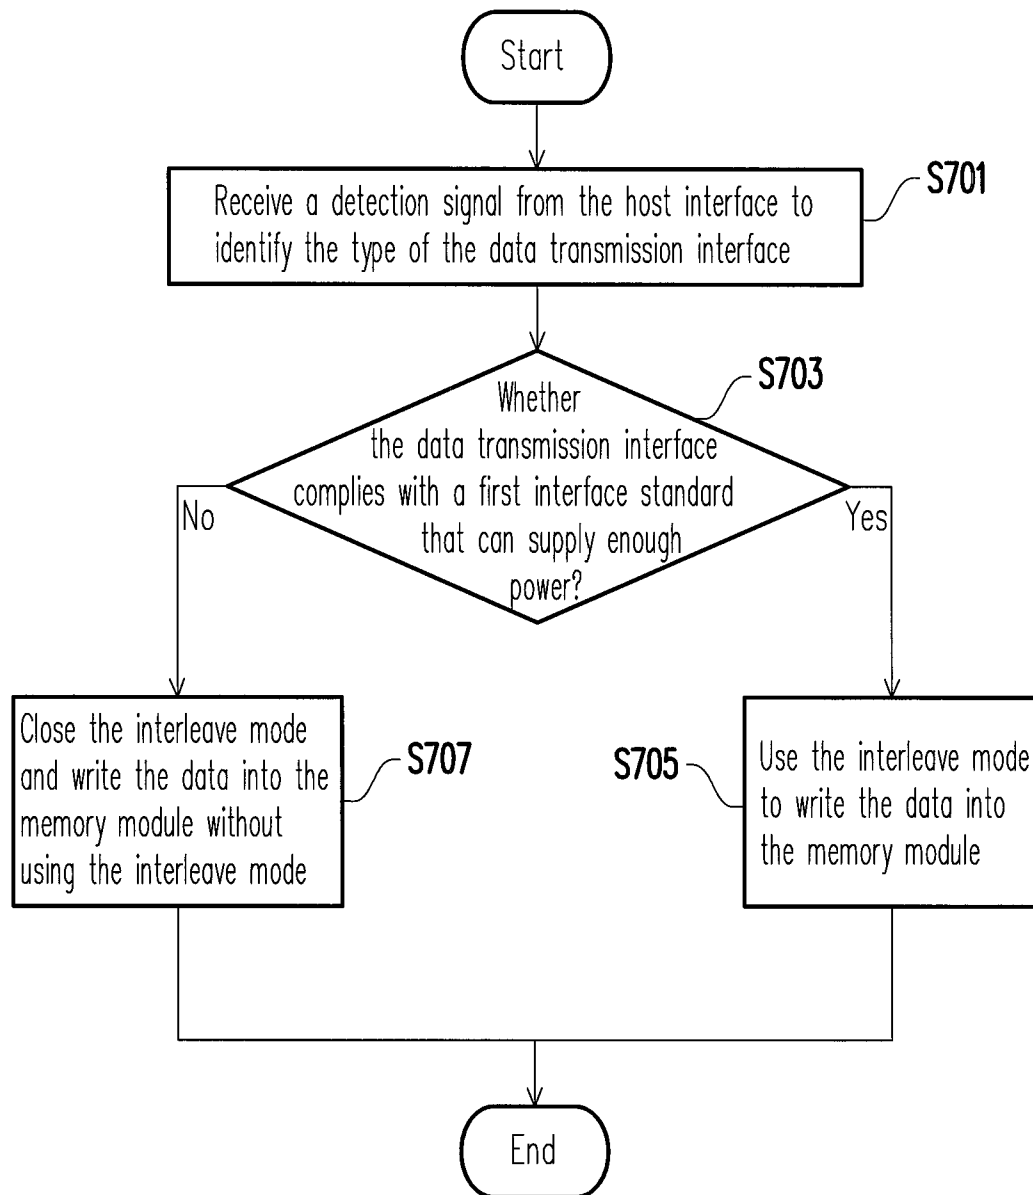 Start
S701
Receive a detection signal from the host interface to
identify the type of the data transmission interface
S703
Whether
the data transmission interface
complies with a first interface standard
that can supply enough
power?
No
Yes
Close the interleave mode
and write the data into the
memory module without
using the interleave mode
S707
S705
Use the interleave mode
to write the data into
the memory module
End